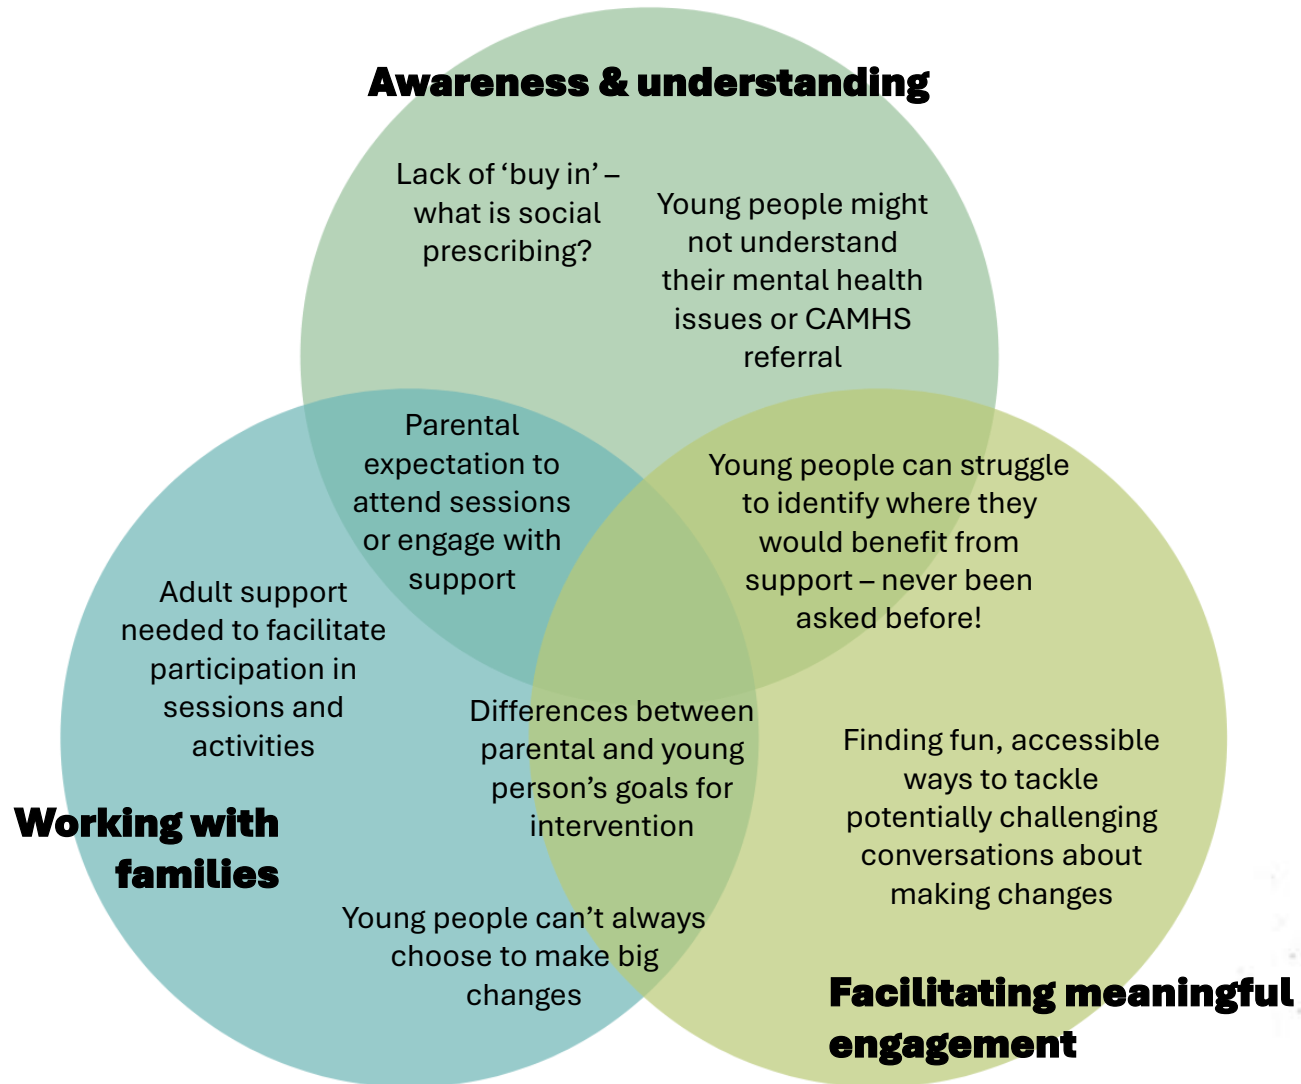 Awareness & understanding
Lack of ‘buy in’ –
what is social
prescribing?
Young people might
not understand
their mental health
issues or CAMHS
referral
Parental
expectation to
attend sessions
or engage with
support
Young people can struggle
to identify where they
would benefit from
support – never been
asked before!
Adult support
needed to facilitate
participation in
sessions and
activities
Differences between
parental and young
person’s goals for
intervention
Finding fun, accessible
ways to tackle
potentially challenging
conversations about
making changes
Working with
families
Young people can’t always
choose to make big
changes
Facilitating meaningful
engagement